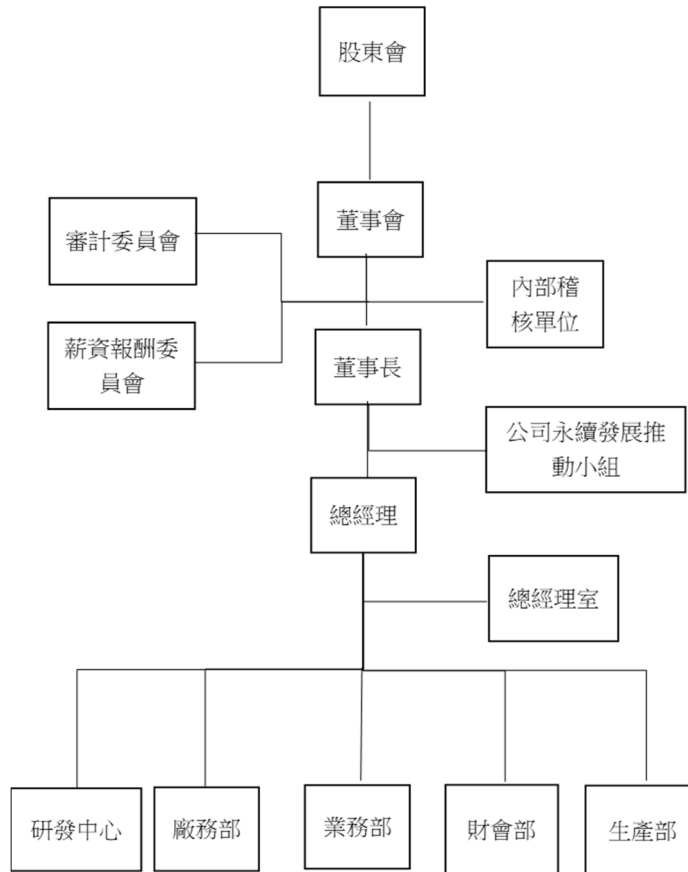 股東會
董事會
審計委員會
內部稽
核單位
薪資報酬委
員會
董事長
公司永續發展推
動小組
總經理
總經理室
研發中心
廠務部
業務部
財會部
生產部